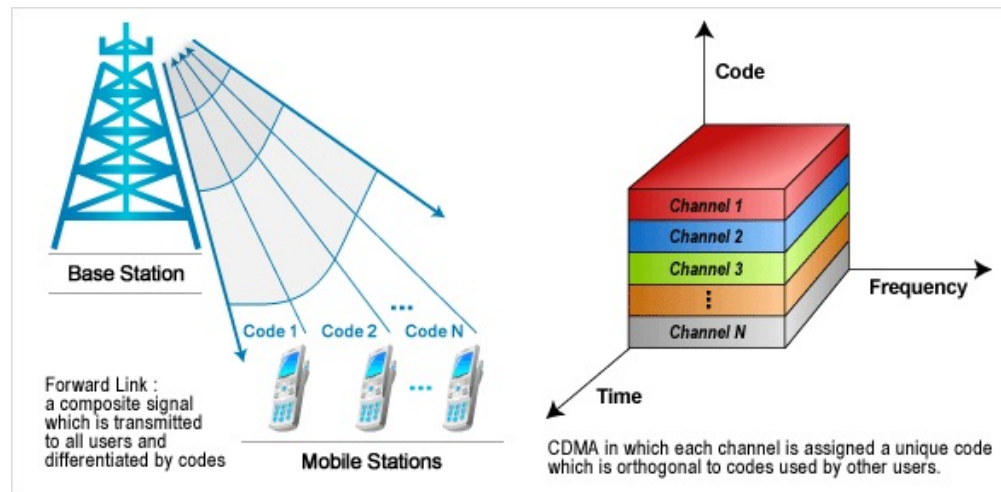 Base Station
Code 1
Code 2
...
Code N
...
Forward Link :
a composite signal
which is transmitted
to all users and
differentiated by codes
Mobile Stations
Code
Channel 1
Channel 2
Channel 3
⋮
Channel N
Frequency
Time
CDMA in which each channel is assigned a unique code
which is orthogonal to codes used by other users.